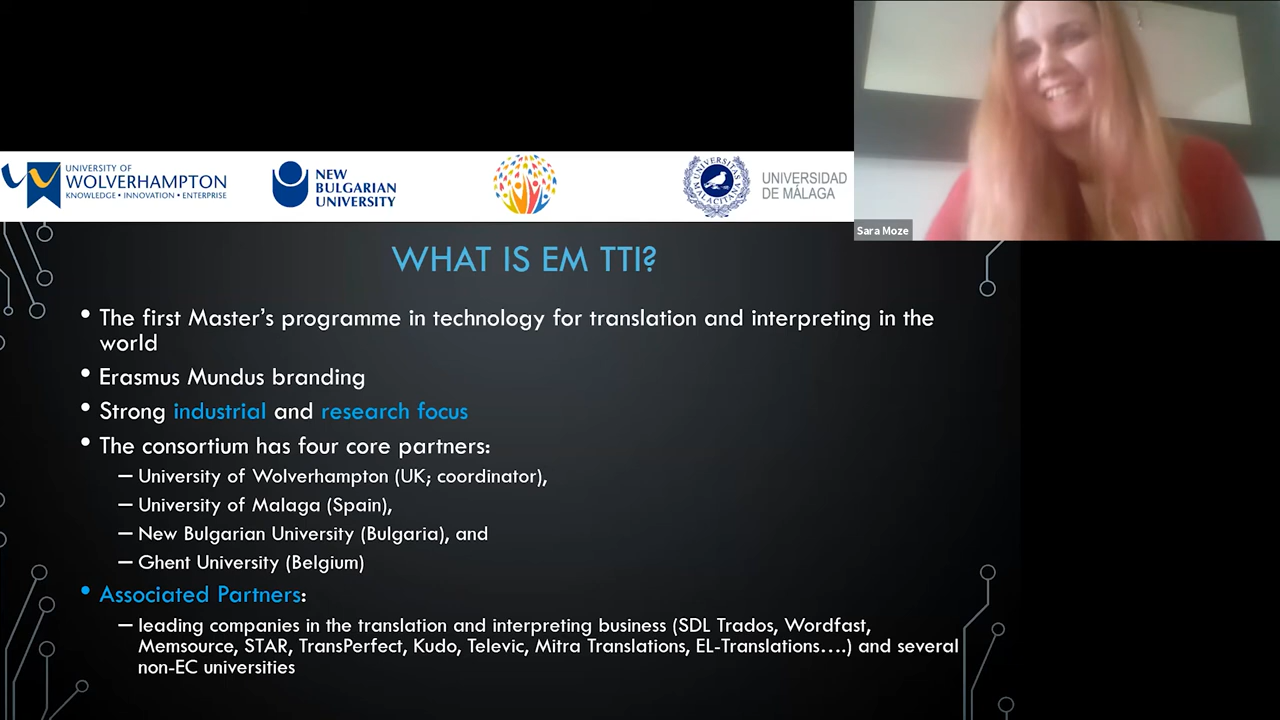 UNIVERSITY OF
WOLVERHAMPTON
KNOWLEDGE • INNOVATION • ENTERPRISE
NEW
BULGARIAN
UNIVERSITY
UNIVERSIDAD
DE MÁLAGA
Sara Moze
WHAT IS EM TTI?
• The first Master's programme in technology for translation and interpreting in the
world
• Erasmus Mundus branding
• Strong industrial and research focus
• The consortium has four core partners:
– University of Wolverhampton (UK; coordinator),
– University of Malaga (Spain),
– New Bulgarian University (Bulgaria), and
– Ghent University (Belgium)
• Associated Partners:
– leading companies in the translation and interpreting business (SDL Trados, Wordfast,
Memsource, STAR, TransPerfect, Kudo, Televic, Mitra Translations, EL-Translations....) and several
non-EC universities